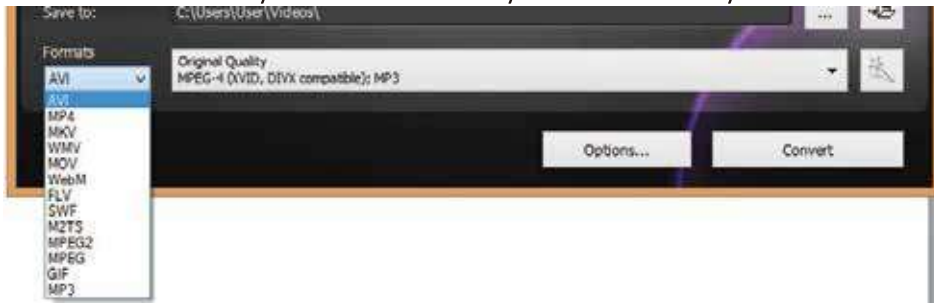 Save to: C:\Users\User\Videos\ ...
Formats
Original Quality
AVI MPEG-4 (XVID, DIVX compatible); MP3
AVI
MP4
MKV
WMV
MOV
WebM
FLV
SWF
M2TS
MPEG2
MPEG
GIF
MP3
Options... Convert